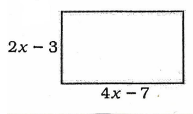 2x – 3
4x – 7